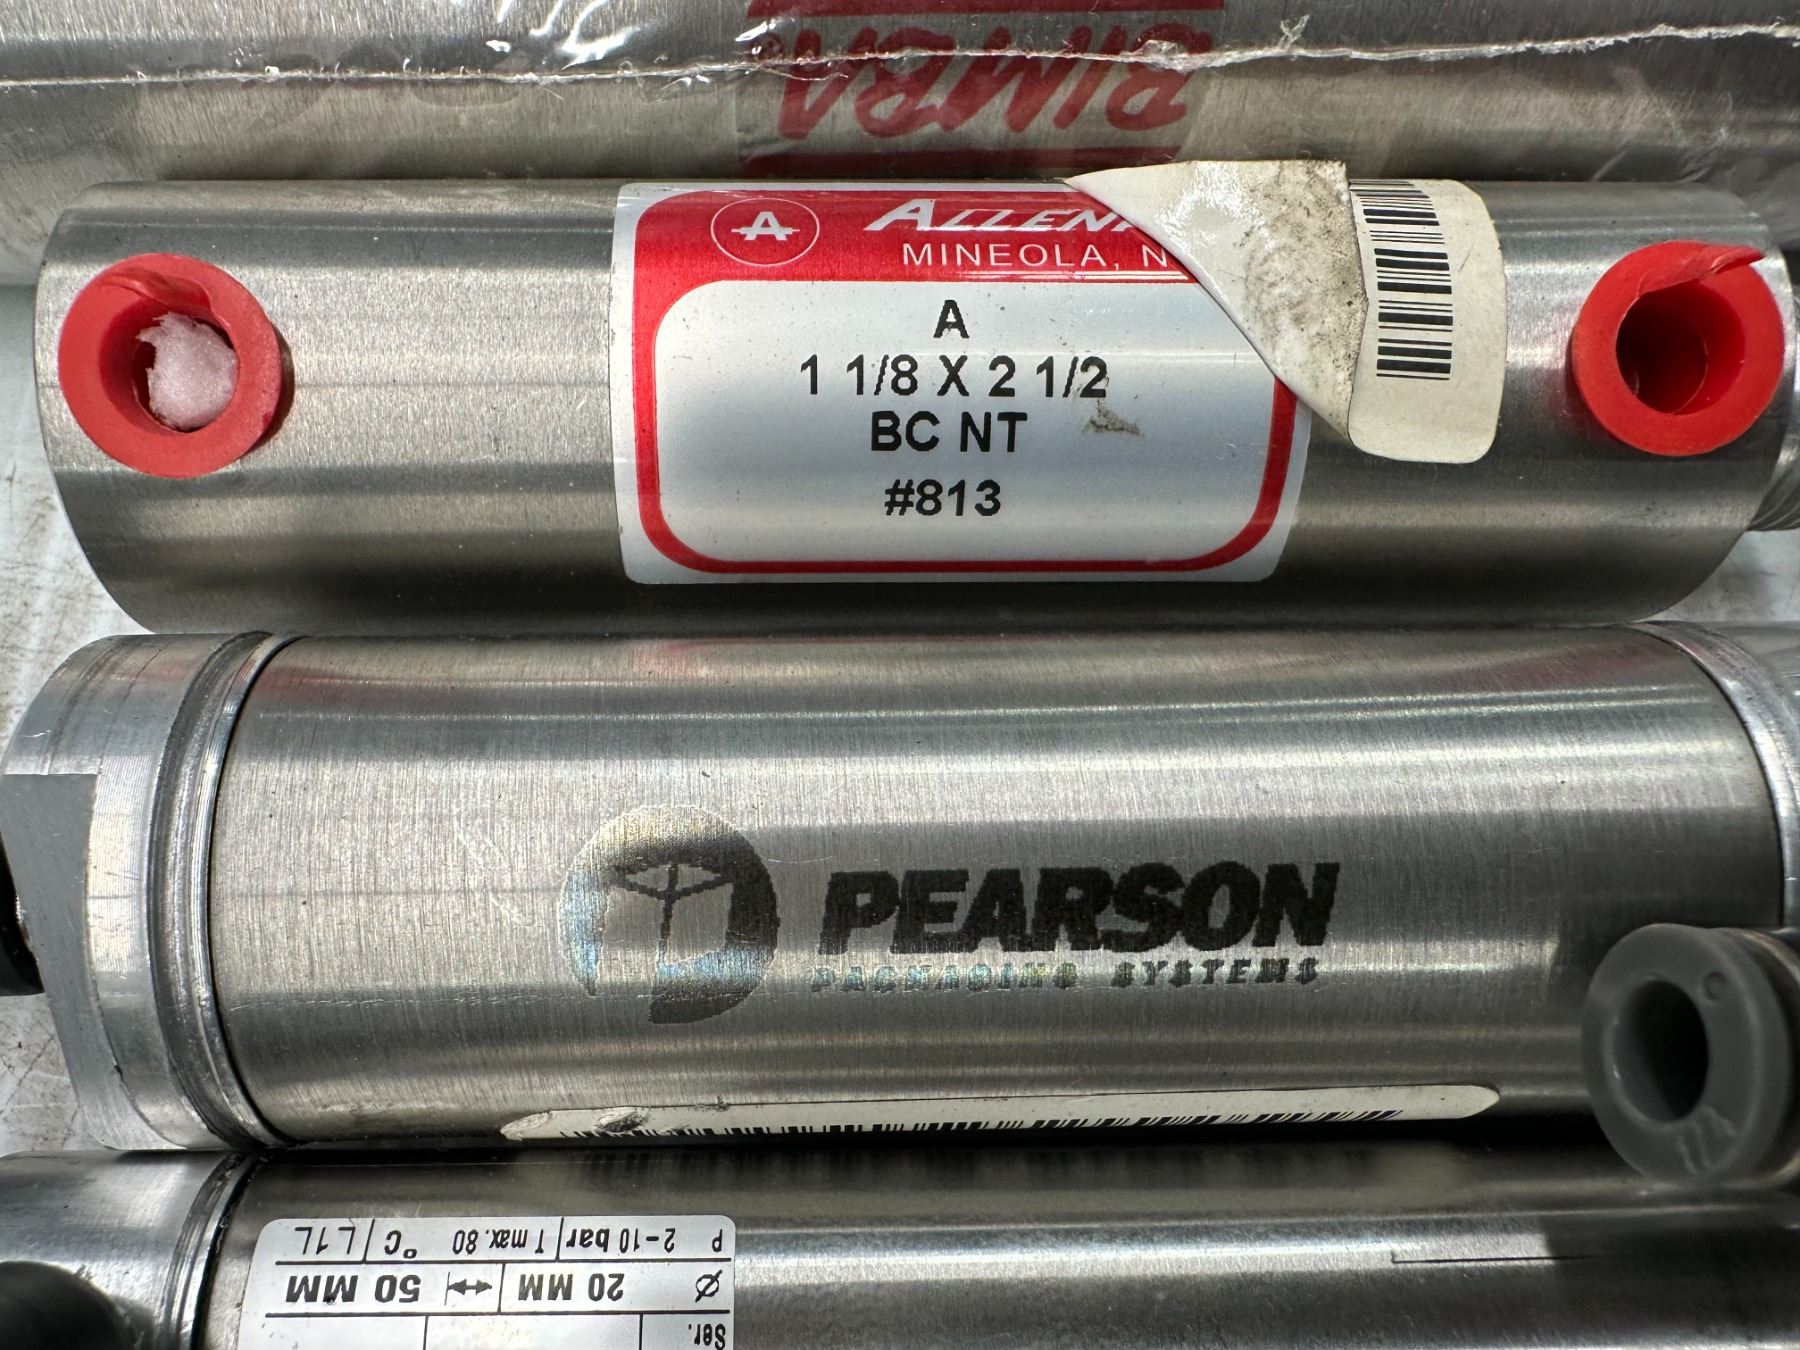 BIMBA
MINEOLA, N
A
1 1/8 X 2 1/2
BC NT
#813
PEARSON
PACKAGING SYSTEMS
P 2-10 bar T max. 80 °C L 1L
Ø 20 MM 50 MM
Ser.